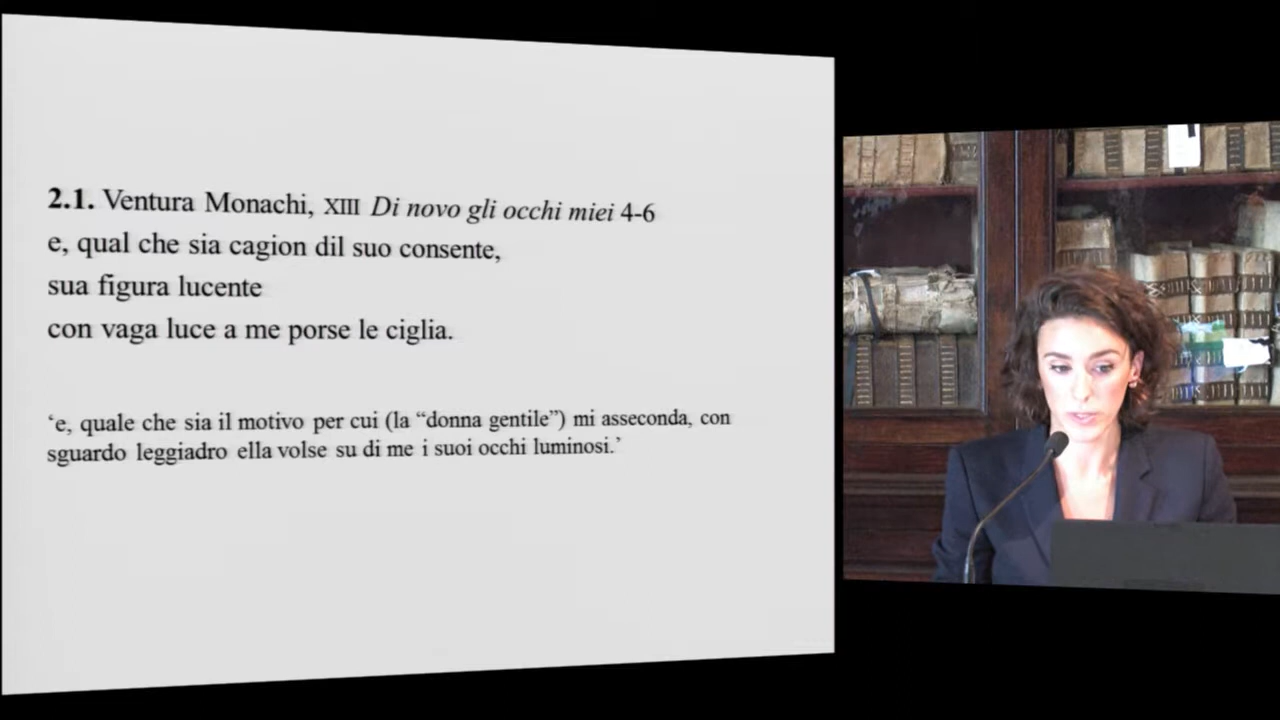 2.1. Ventura Monachi, XIII Di novo gli occhi miei 4-6
e, qual che sia cagion dil suo consente,
sua figura lucente
con vaga luce a me porse le ciglia.
‘e, quale che sia il motivo per cui (la “donna gentile”) mi asseconda, con
sguardo leggiadro ella volse su di me i suoi occhi luminosi.’